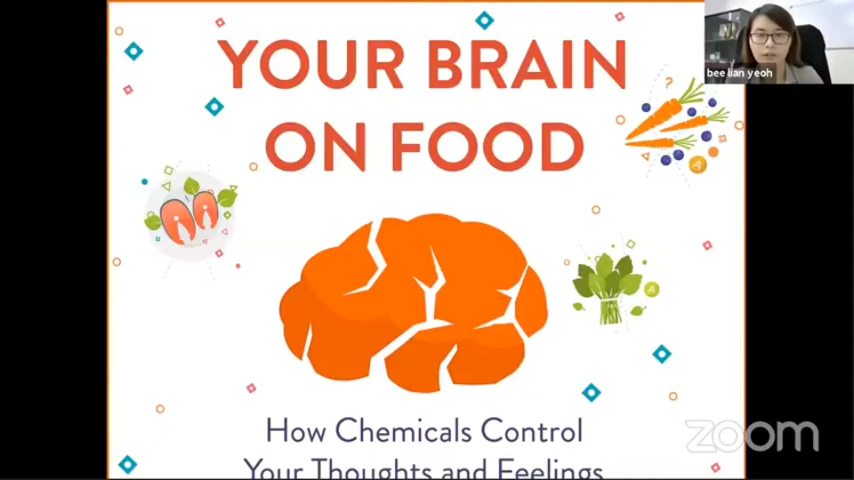 YOUR BRAIN
ON FOOD
bee lian yeoh
?
A
A
How Chemicals Control
Your Thoughts and Feelings
zoom